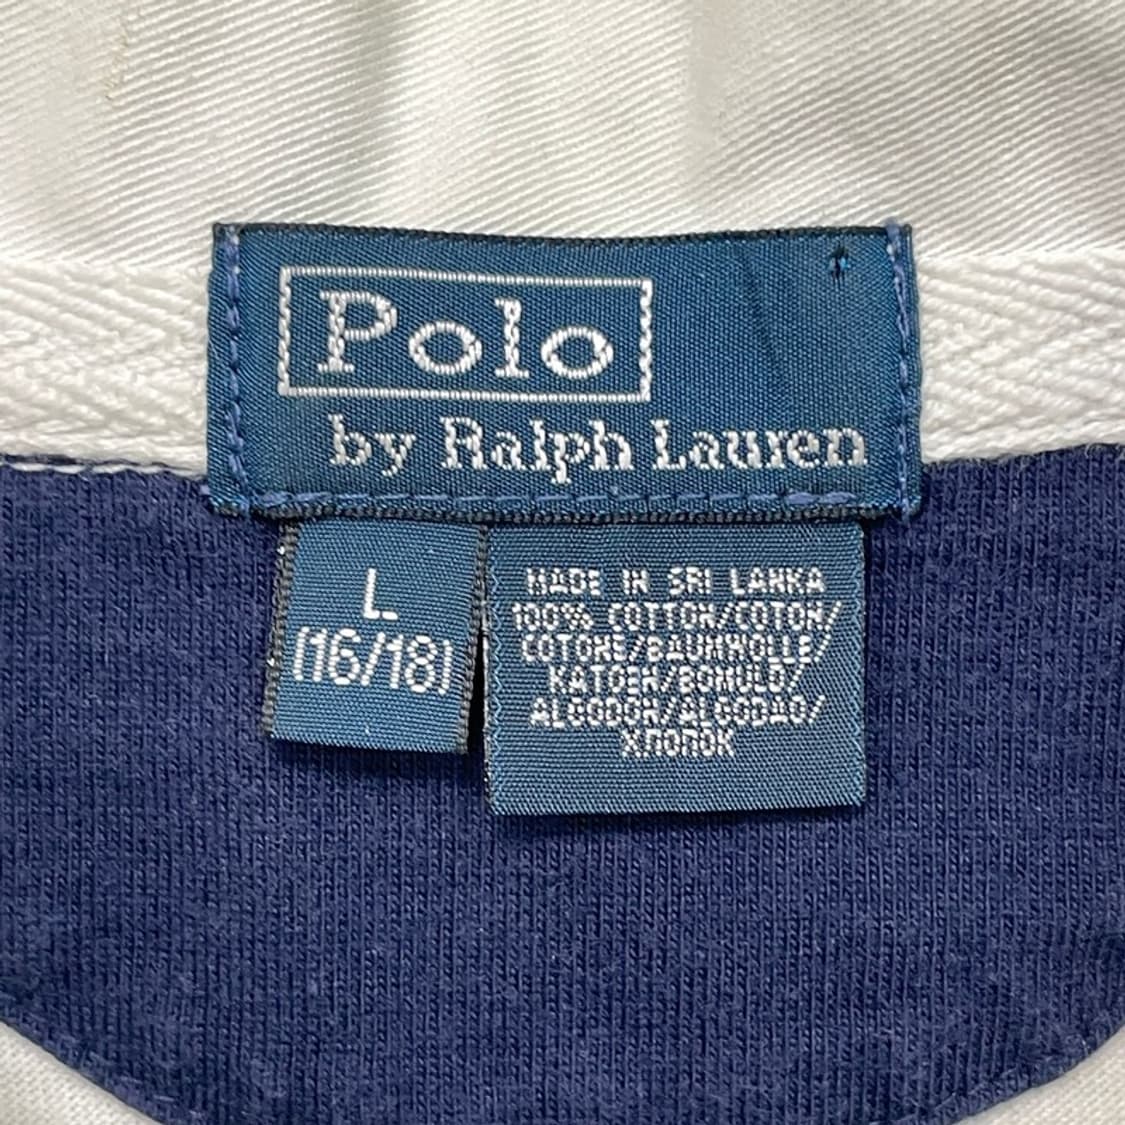 Polo
by Ralph Lauren
L
(16/18)
MADE IN SRI LANKA
100% COTTON/COTON/
COTONE/BAUMWOLLE/
KATOEN/BOMULD/
ALGODON/ALGODAO/
ХЛОПОК